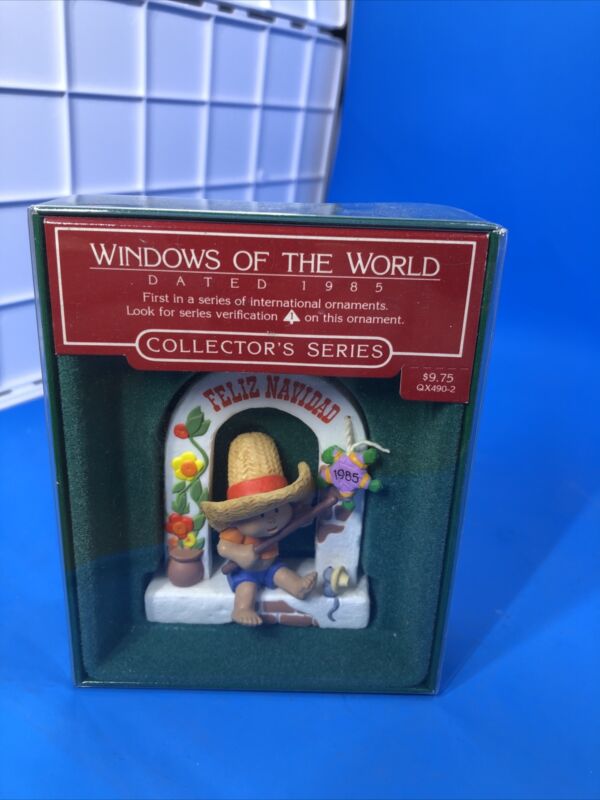 WINDOWS OF THE WORLD
DATED 1985
First in a series of international ornaments.
Look for series verification 1 on this ornament.
COLLECTOR'S SERIES
$9.75
QX490-2
FELIZ NAVIDAD
1985